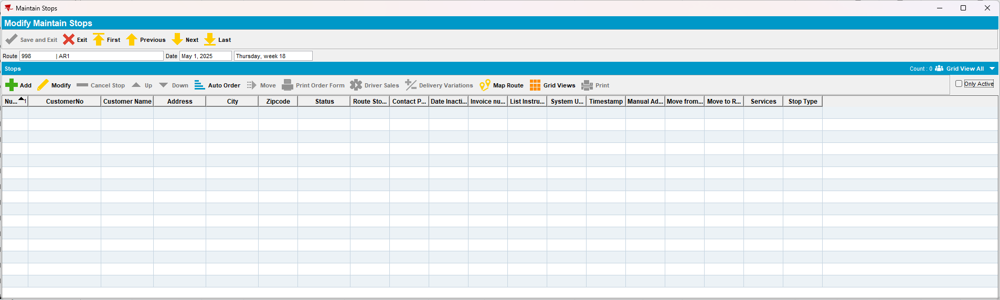 Maintain Stops
Modify Maintain Stops
Save and Exit Exit First Previous Next Last
Route 998 | AR1 Date May 1, 2025 Thursday, week 18
Stops Count : 0 Grid View All
Add Modify Cancel Stop Up Down Auto Order Move Print Order Form Driver Sales Delivery Variations Map Route Grid Views Print Only Active
Nu... 1 CustomerNo Customer Name Address City Zipcode Status Route Sto... Contact P... Date Inacti... Invoice nu... List Instru... System U... Timestamp Manual Ad... Move from... Move to R... Services Stop Type